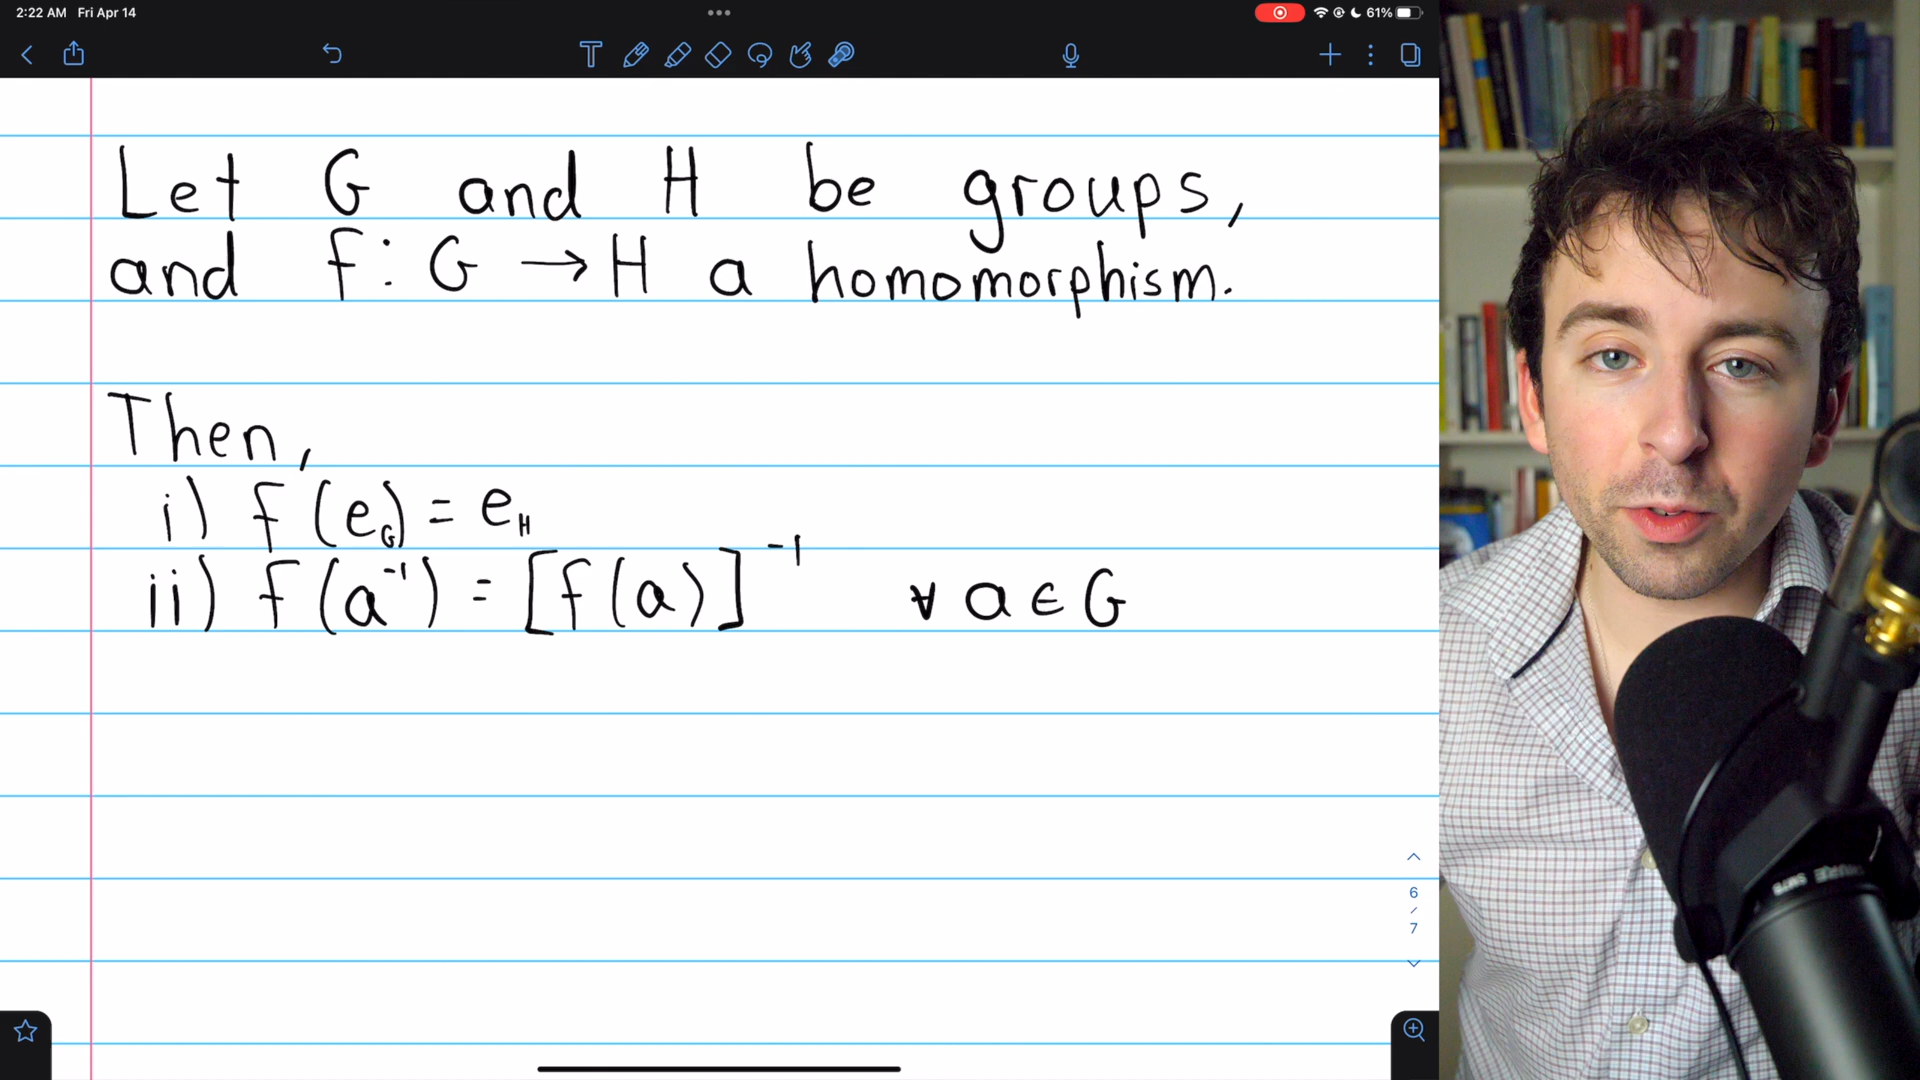 2:22 AM Fri Apr 14
61%
Let G and H be groups,
and f: G → H a homomorphism.
Then,
i) f(e_G) = e_H
ii) f(a⁻¹) = [f(a)]⁻¹ ∀ a ∈ G
6
/
7